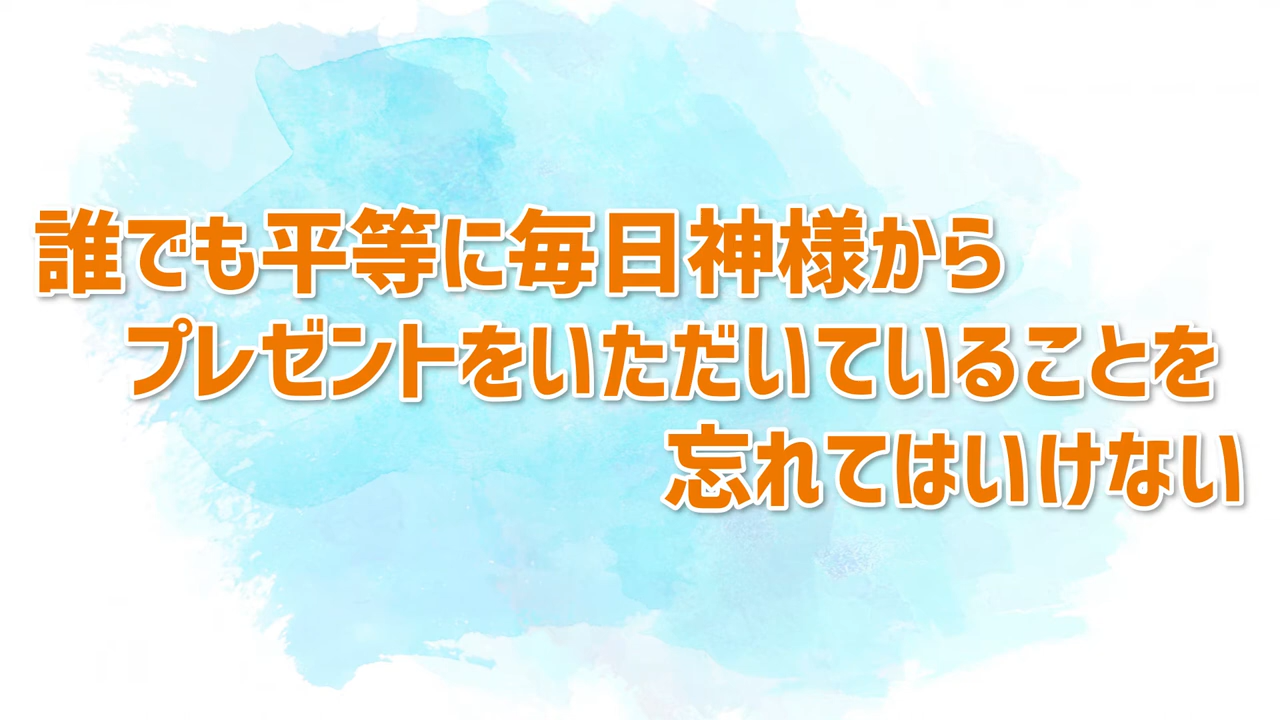 誰でも平等に毎日神様から
プレゼントをいただいていることを
忘れてはいけない